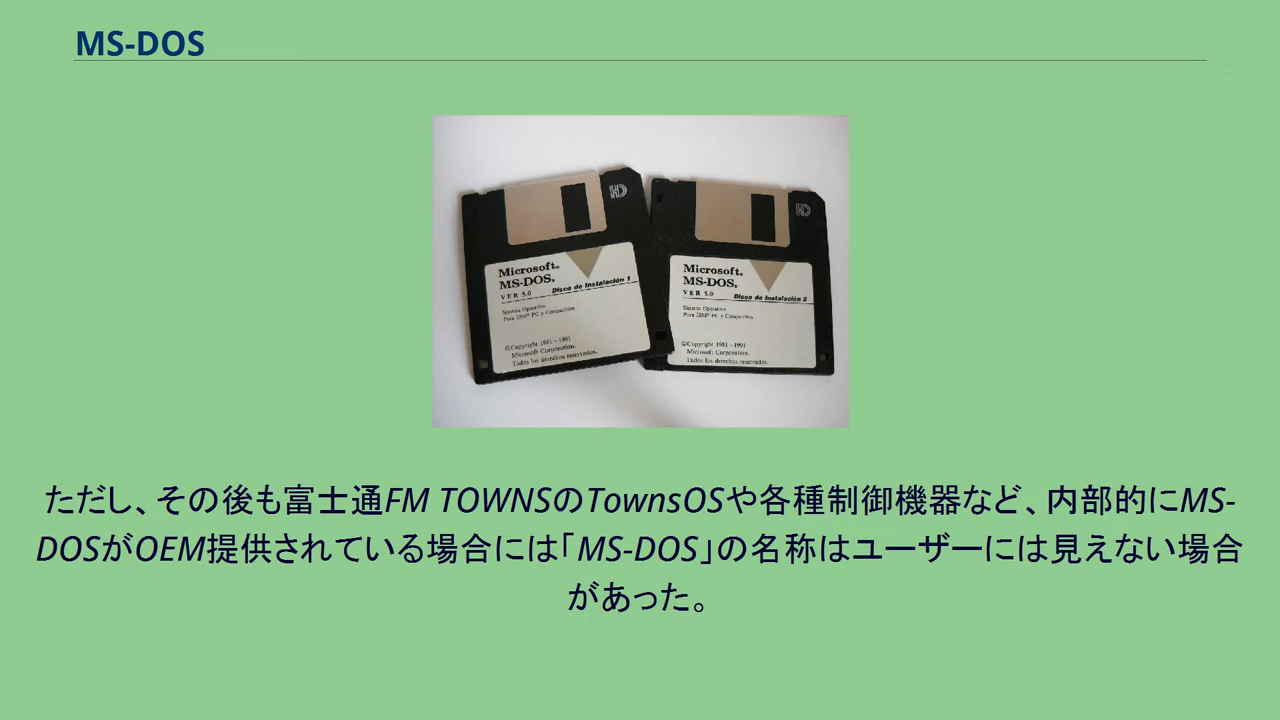 MS-DOS
HD
Microsoft.
MS-DOS.
VER 5.0 Disco de Instalación 1
Sistema Operativo
Para IBM® PC y Compatibles
©Copyright 1981 - 1991
Microsoft Corporation.
Todos los derechos reservados.
HD
Microsoft.
MS-DOS.
VER 5.0 Disco de Instalación 2
Sistema Operativo
Para IBM® PC y Compatibles
©Copyright 1981 - 1991
Microsoft Corporation.
Todos los derechos reservados.
ただし、その後も富士通FM TOWNSのTownsOSや各種制御機器など、内部的にMS-
DOSがOEM提供されている場合には「MS-DOS」の名称はユーザーには見えない場合
があった。